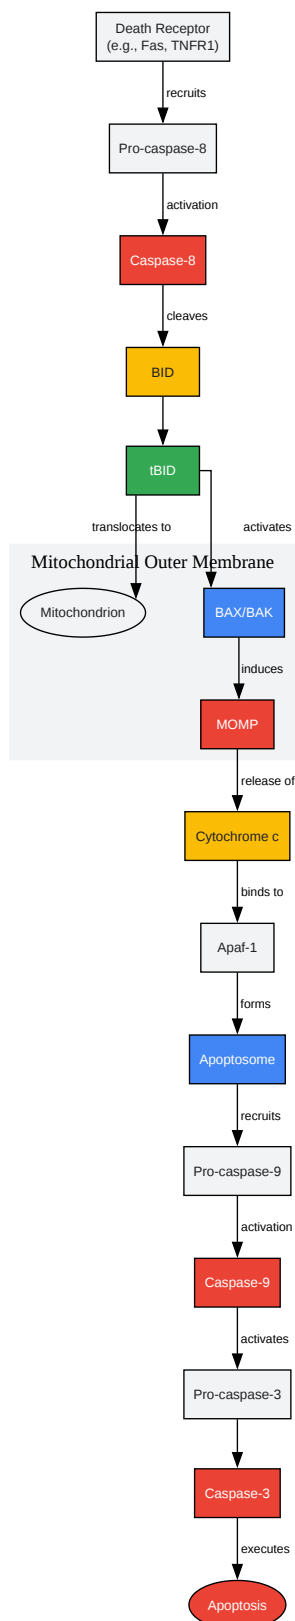 Death Receptor
(e.g., Fas, TNFR1)
recruits
Pro-caspase-8
activation
Caspase-8
cleaves
BID
tBID
translocates to
activates
Mitochondrial Outer Membrane
Mitochondrion
BAX/BAK
induces
MOMP
release of
Cytochrome c
binds to
Apaf-1
forms
Apoptosome
recruits
Pro-caspase-9
activation
Caspase-9
activates
Pro-caspase-3
Caspase-3
executes
Apoptosis